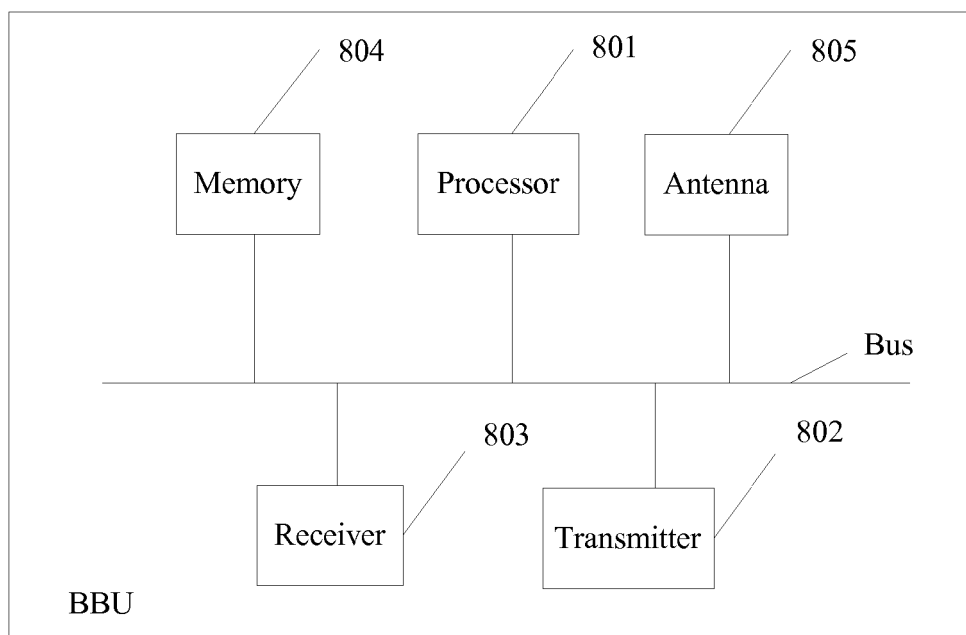 804
801
805
Memory
Processor
Antenna
Bus
803
802
Receiver
Transmitter
BBU